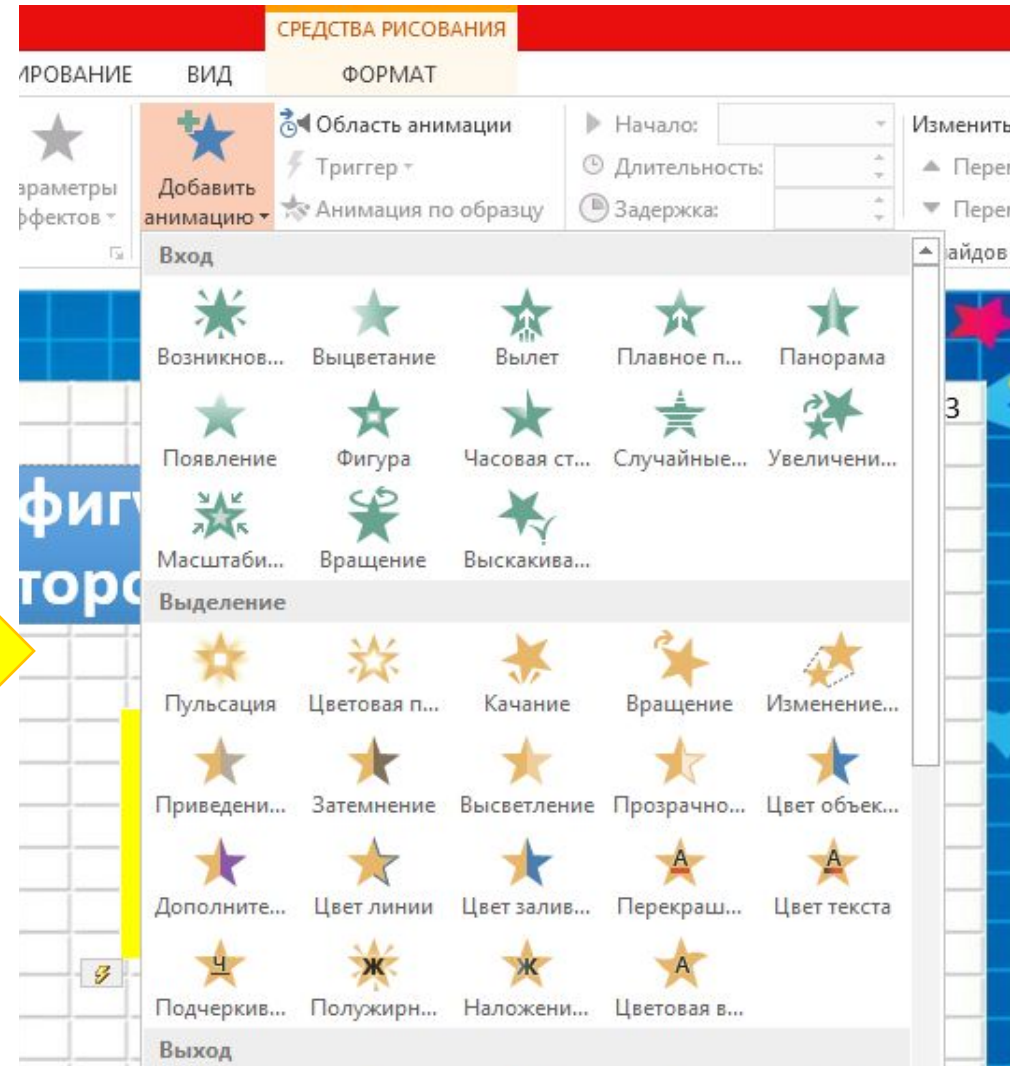 СРЕДСТВА РИСОВАНИЯ
ИРОВАНИЕ ВИД ФОРМАТ
Добавить анимацию
араметры
ффектов
Область анимации
Триггер
Анимация по образцу
Начало:
Длительность:
Задержка:
Изменить
Перем
Перем
айдов
Вход
Возникнов... Выцветание Вылет Плавное п... Панорама
Появление Фигура Часовая ст... Случайные... Увеличени...
Масштаби... Вращение Выскакива...
Выделение
Пульсация Цветовая п... Качание Вращение Изменение...
Приведени... Затемнение Высветление Прозрачно... Цвет объек...
Дополните... Цвет линии Цвет залив... Перекраш... Цвет текста
Подчеркив... Полужирн... Наложени... Цветовая в...
Выход
фигу
торо
3